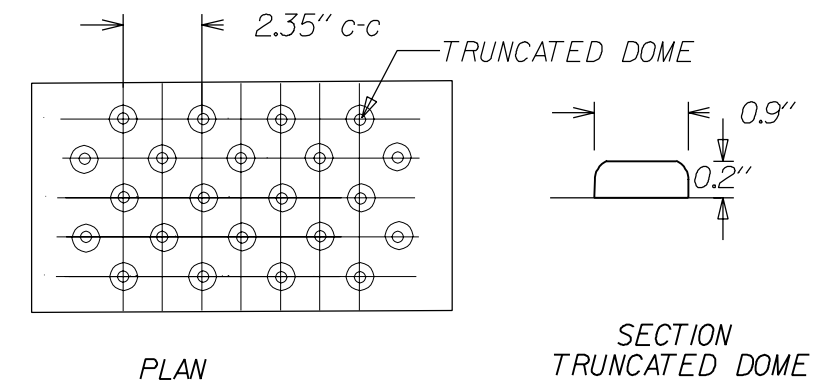 2.35" c-c
TRUNCATED DOME
0.9"
0.2"
PLAN
SECTION
TRUNCATED DOME